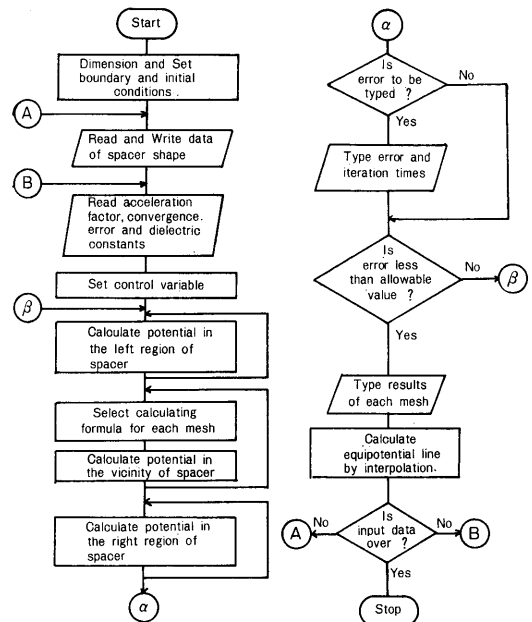 Start
Dimension and Set
boundary and initial
conditions.
A
Read and Write data
of spacer shape
B
Read acceleration
factor, convergence.
error and dielectric
constants
Set control variable
β
Calculate potential in
the left region of
spacer
Select calculating
formula for each mesh
Calculate potential in
the vicinity of spacer
Calculate potential in
the right region of
spacer
α
α
Is
error to be
typed ?
No
Yes
Type error and
iteration times
Is
error less
than allowable
value ?
No
β
Yes
Type results
of each mesh
Calculate
equipotential line
by interpolation.
Is
input data
over ?
No
A
No
B
Yes
Stop